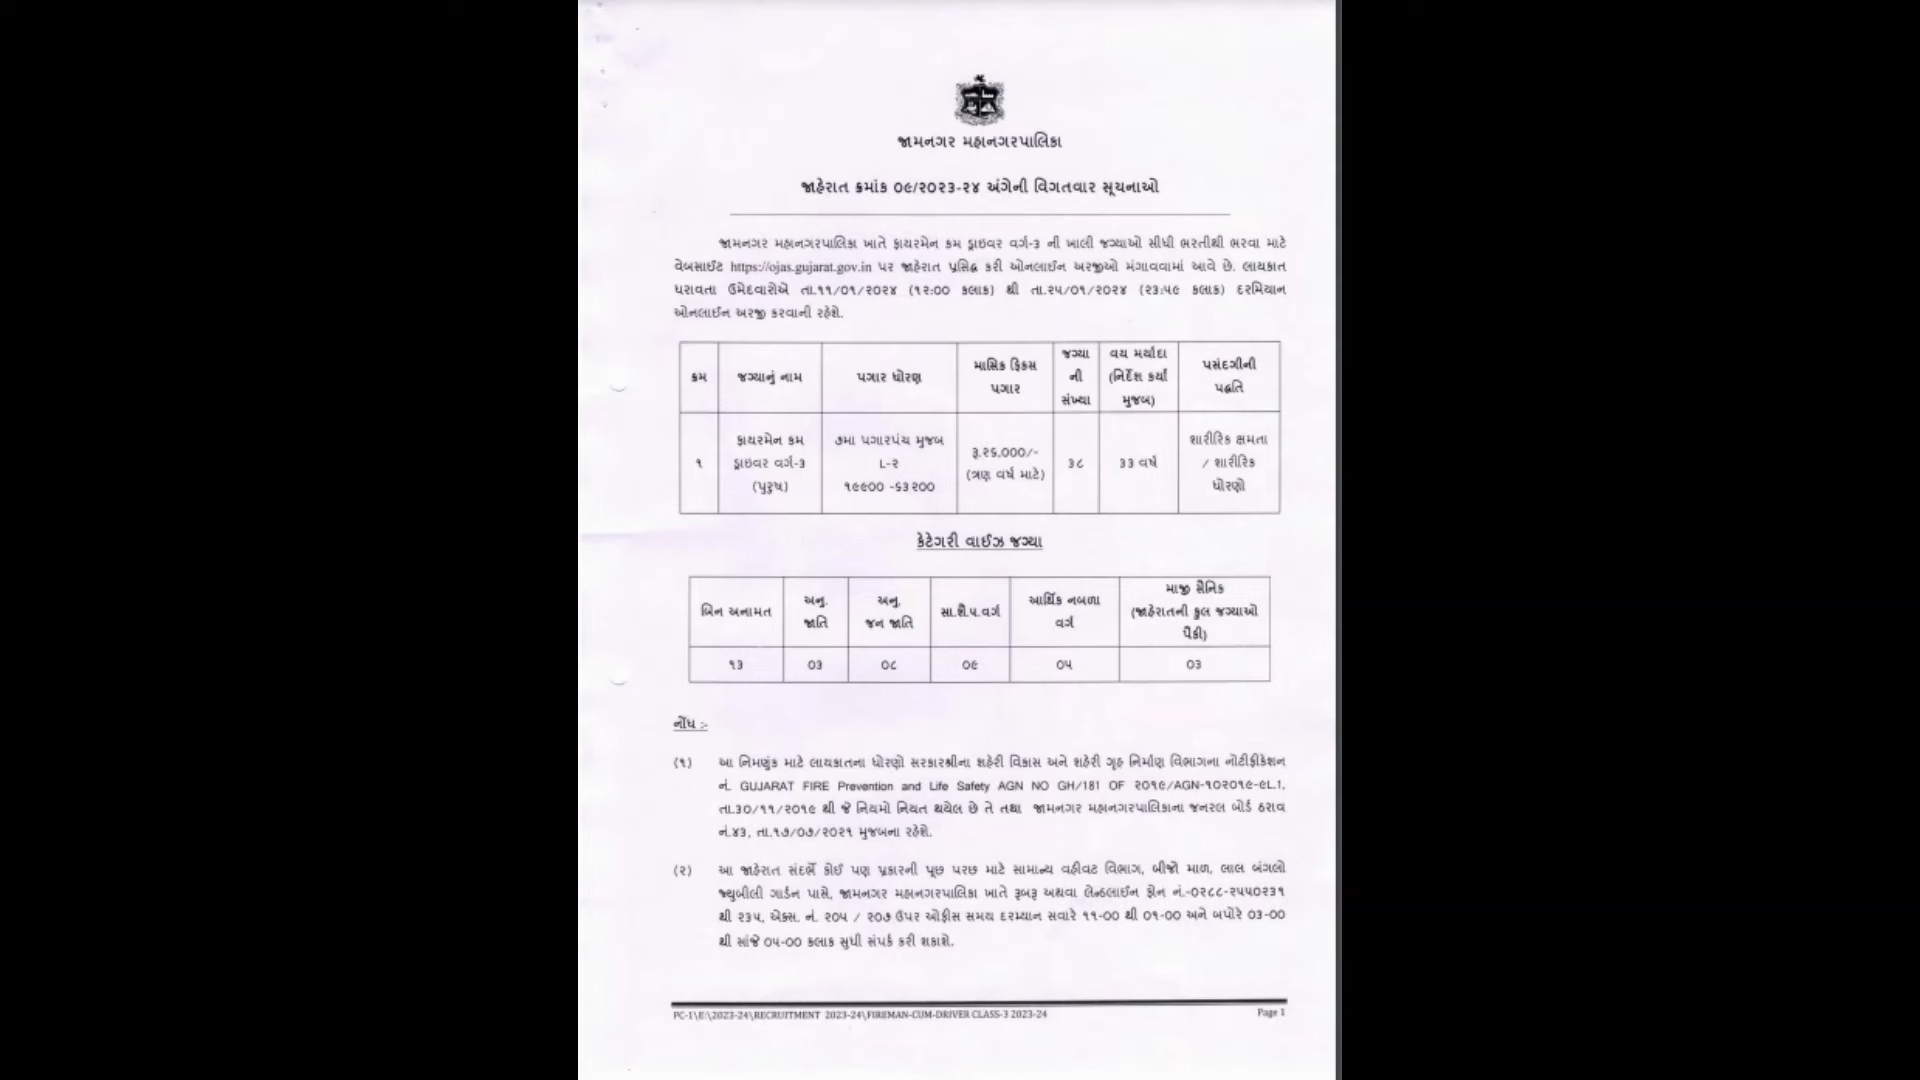 જામનગર મહાનગરપાલિકા
જાહેરાત ક્રમાંક ૦૯/૨૦૨૩-૨૪ અંગેની વિગતવાર સૂચનાઓ
જામનગર મહાનગરપાલિકા ખાતે ફાયરમેન કમ ડ્રાઇવર વર્ગ-૩ ની ખાલી જગ્યાઓ સીધી ભરતીથી ભરવા માટે
વેબસાઈટ https://ojas.gujarat.gov.in પર જાહેરાત પ્રસિદ્ધ કરી ઓનલાઈન અરજીઓ મંગાવવામાં આવે છે. લાયકાત
ધરાવતા ઉમેદવારોએ તા.૧૧/૦૧/૨૦૨૪ (૧૨:૦૦ કલાક) થી તા.૨૫/૦૧/૨૦૨૪ (૨૩:૫૯ કલાક) દરમિયાન
ઓનલાઈન અરજી કરવાની રહેશે.
ક્રમ
જગ્યાનું નામ
પગાર ધોરણ
માસિક ફિક્સ
પગાર
જગ્યા
ની
સંખ્યા
વય મર્યાદા
(નિર્દેશ કર્યા
મુજબ)
પસંદગીની
પદ્ધતિ
૧
ફાયરમેન કમ
ડ્રાઇવર વર્ગ-૩
(પુરુષ)
૭મા પગારપંચ મુજબ
L-૨
૧૯૯૦૦ -૬૩૨૦૦
રૂ.૨૬,૦૦૦/-
(ત્રણ વર્ષ માટે)
૩૮
૩૩ વર્ષ
શારીરિક ક્ષમતા
/ શારીરિક
ધોરણો
કેટેગરી વાઈઝ જગ્યા
બિન અનામત
અનુ.
જાતિ
અનુ.
જન જાતિ
સા.શૈ.પ.વર્ગ
આર્થિક નબળા
વર્ગ
માજી સૈનિક
(જાહેરાતની કુલ જગ્યાઓ
પૈકી)
૧૩
૦૩
૦૮
૦૯
૦૫
૦૩
નોંધ :-
(૧) આ નિમણુંક માટે લાયકાતના ધોરણો સરકારશ્રીના શહેરી વિકાસ અને શહેરી ગૃહ નિર્માણ વિભાગના નોટીફીકેશન
નં. GUJARAT FIRE Prevention and Life Safety AGN NO GH/181 OF ૨૦૧૯/AGN-૧૦૨૦૧૯-૯L.1,
તા.૩૦/૧૧/૨૦૧૯ થી જે નિયમો નિયત થયેલ છે તે તથા જામનગર મહાનગરપાલિકાના જનરલ બોર્ડ ઠરાવ
નં.૪૩, તા.૧૭/૦૭/૨૦૨૧ મુજબના રહેશે.
(૨) આ જાહેરાત સંદર્ભે કોઈ પણ પ્રકારની પૂછ પરછ માટે સામાન્ય વહીવટ વિભાગ, બીજો માળ, લાલ બંગલો
જ્યુબીલી ગાર્ડન પાસે, જામનગર મહાનગરપાલિકા ખાતે રૂબરૂ અથવા લેન્ડલાઈન ફોન નં.-૦૨૮૮-૨૫૫૦૨૩૧
થી ૨૩૫, એક્સ. નં. ૨૦૫ / ૨૦૭ ઉપર ઓફીસ સમય દરમ્યાન સવારે ૧૧-૦૦ થી ૦૧-૦૦ અને બપોરે ૦૩-૦૦
થી સાંજે ૦૫-૦૦ કલાક સુધી સંપર્ક કરી શકાશે.
PC-1\E:\2023-24\RECRUITMENT 2023-24\FIREMAN-CUM-DRIVER CLASS-3 2023-24
Page 1